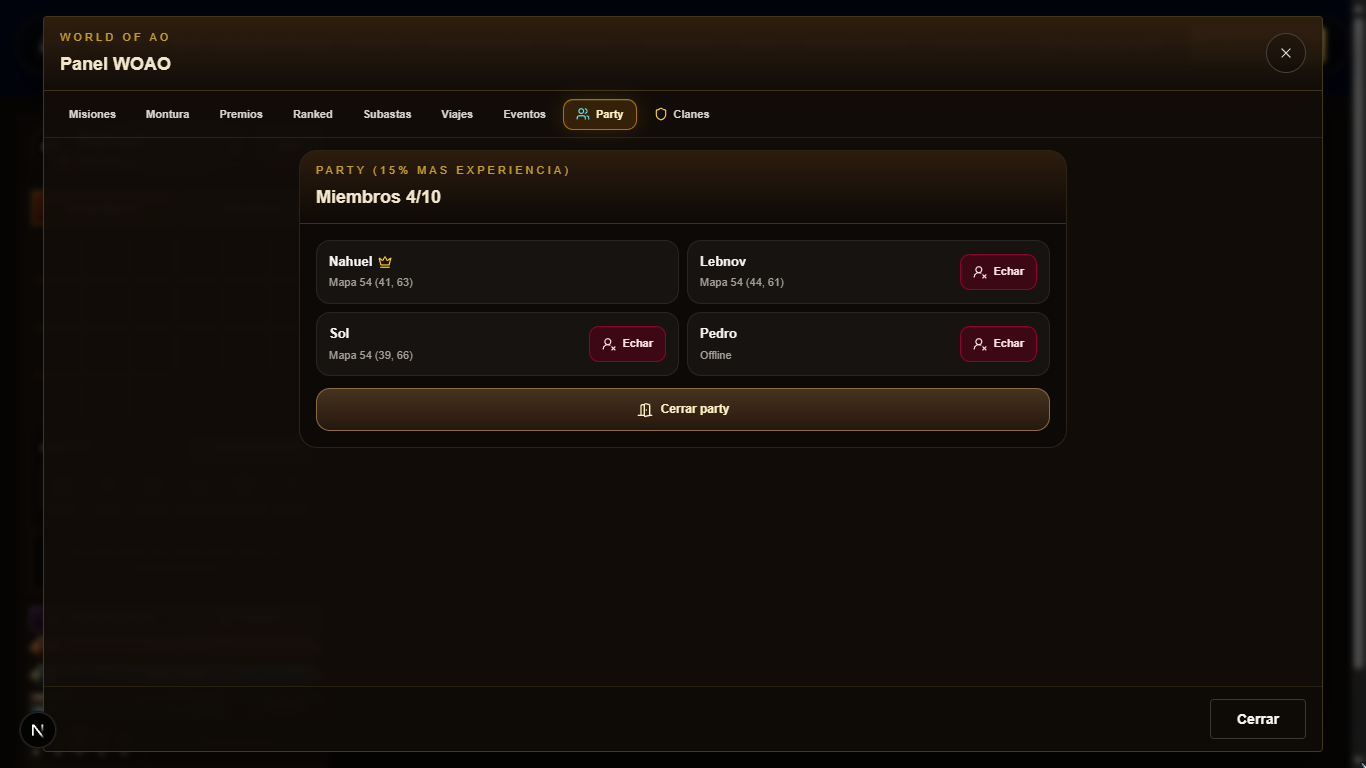 WORLD OF AO
Panel WOAO
Misiones Montura Premios Ranked Subastas Viajes Eventos Party Clanes
PARTY (15% MAS EXPERIENCIA)
Miembros 4/10
Nahuel
Mapa 54 (41, 63)
Lebnov
Mapa 54 (44, 61)
Echar
Sol
Mapa 54 (39, 66)
Echar
Pedro
Offline
Echar
Cerrar party
N
Cerrar